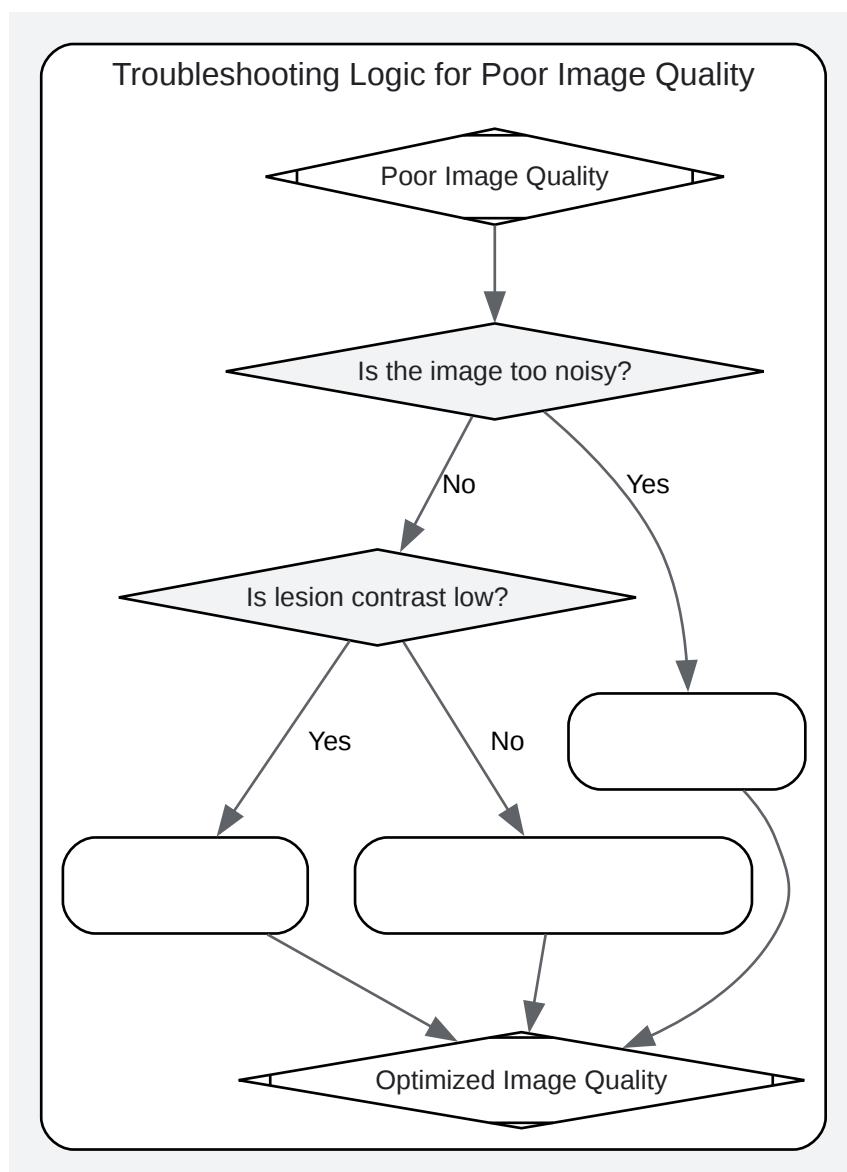 Troubleshooting Logic for Poor Image Quality
Poor Image Quality
Is the image too noisy?
No
Yes
Is lesion contrast low?
Yes
No
Optimized Image Quality